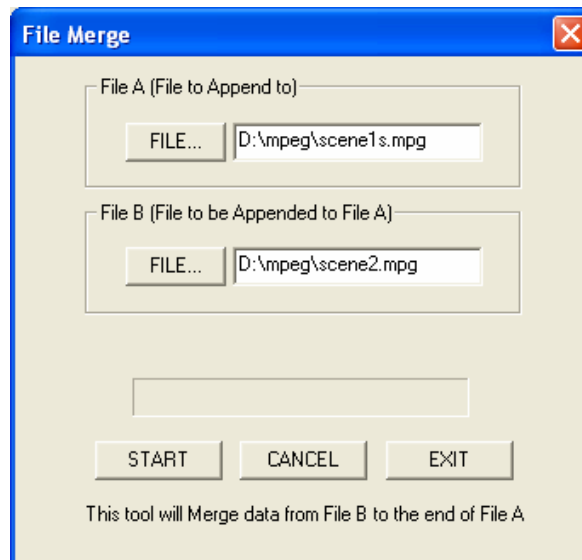 File Merge
File A (File to Append to)
FILE... D:\mpeg\scene1s.mpg
File B (File to be Appended to File A)
FILE... D:\mpeg\scene2.mpg
START CANCEL EXIT
This tool will Merge data from File B to the end of File A